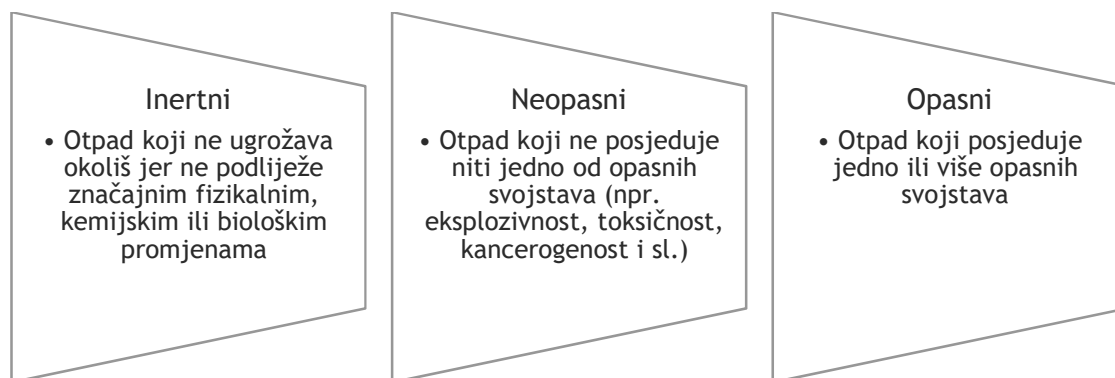 Inertni
• Otpad koji ne ugrožava
okoliš jer ne podliježe
značajnim fizikalnim,
kemijskim ili biološkim
promjenama
Neopasni
• Otpad koji ne posjeduje
niti jedno od opasnih
svojstava (npr.
eksplozivnost, toksičnost,
kancerogenost i sl.)
Opasni
• Otpad koji posjeduje
jedno ili više opasnih
svojstava